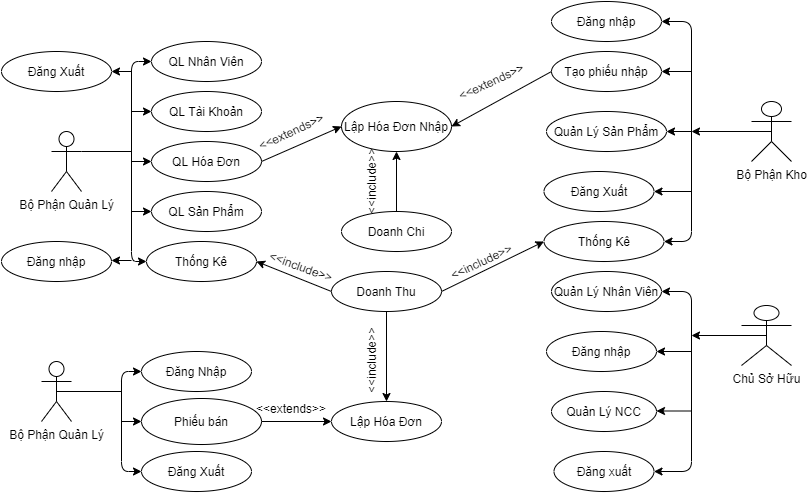 Đăng nhập
QL Nhân Viên
Đăng Xuất
Tạo phiếu nhập
<<extends>>
QL Tài Khoản
Lập Hóa Đơn Nhập
<<extends>>
Quản Lý Sản Phẩm
QL Hóa Đơn
Bộ Phận Kho
<<include>>
Đăng Xuất
Bộ Phận Quản Lý
QL Sản Phẩm
Doanh Chi
Thống Kê
Đăng nhập
Thống Kê
<<include>>
<<include>>
Doanh Thu
Quản Lý Nhân Viên
<<include>>
Đăng nhập
Chủ Sở Hữu
Đăng Nhập
Quản Lý NCC
Phiếu bán
<<extends>>
Lập Hóa Đơn
Bộ Phận Quản Lý
Đăng Xuất
Đăng xuất